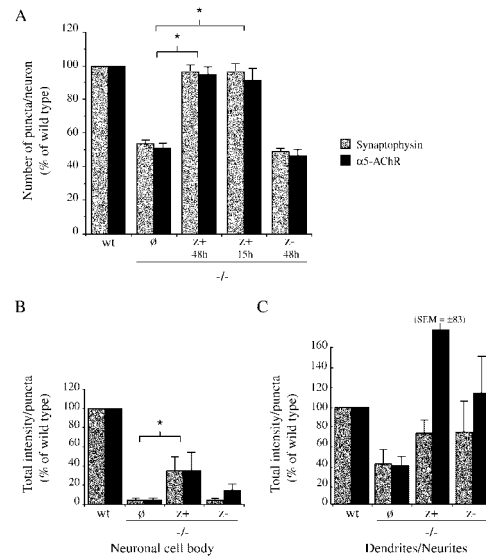 A
Number of puncta/neuron
(% of wild type)
120
100
80
60
40
20
0
*
*
wt
ø
z+
48h
z+
15h
z-
48h
-/-
Synaptophysin
α5-AChR
B
Total intensity/puncta
(% of wild type)
120
100
80
60
40
20
0
*
wt
ø
z+
z-
-/-
Neuronal cell body
C
(SEM = ±83)
Total intensity/puncta
(% of wild type)
160
120
100
80
60
40
20
0
wt
ø
z+
z-
-/-
Dendrites/Neurites